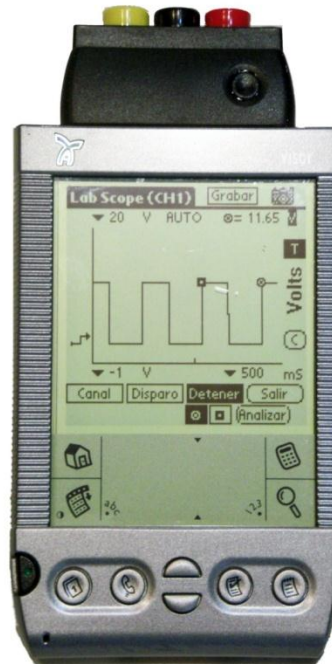 Lab Scope (CH1) Grabar
20 V AUTO ⊗= 11.65 V
T
Volts
C
-1 V 500 mS
Canal Disparo Detener Salir
Analizar
abc 123